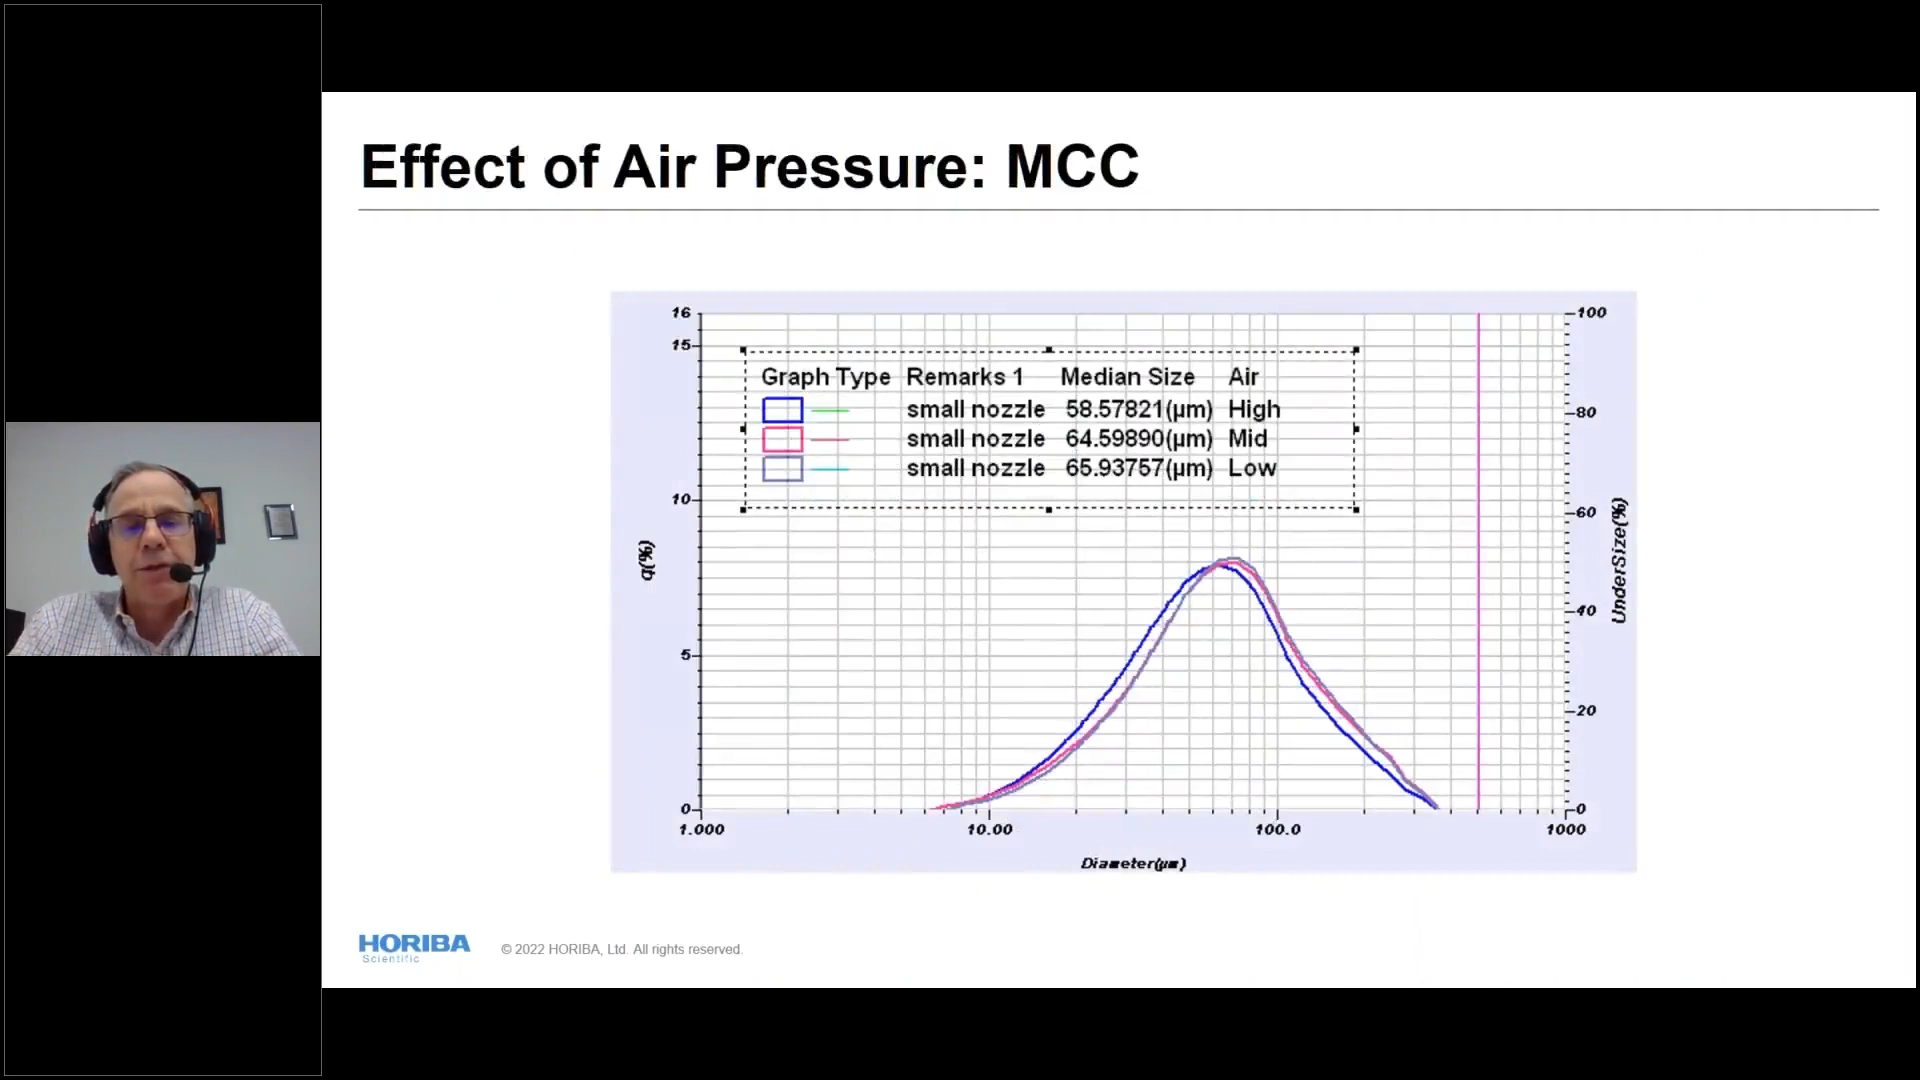 Effect of Air Pressure: MCC
16
15
10
5
0
q(%)
Graph Type Remarks 1 Median Size Air
small nozzle 58.57821(µm) High
small nozzle 64.59890(µm) Mid
small nozzle 65.93757(µm) Low
100
80
60
40
20
0
UnderSize(%)
1.000 10.00 100.0 1000
Diameter(µm)
HORIBA
Scientific
© 2022 HORIBA, Ltd. All rights reserved.